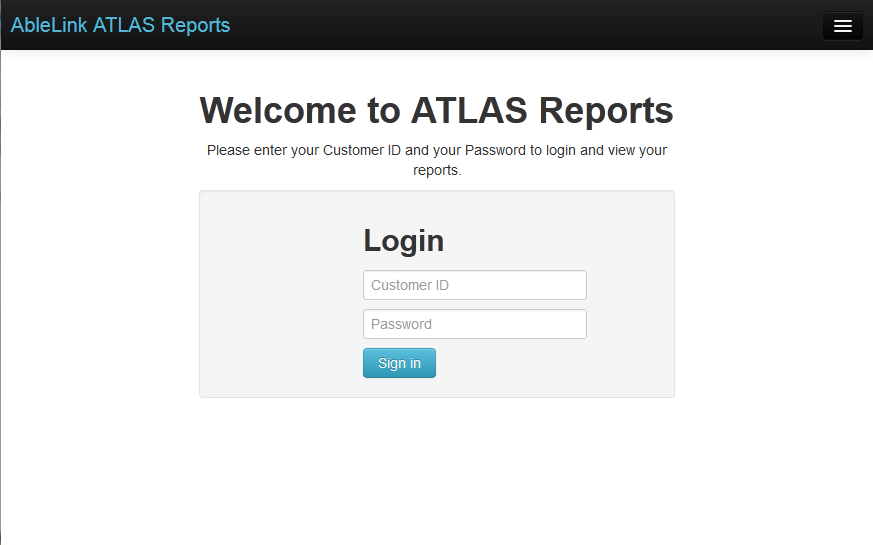 AbleLink ATLAS Reports
Welcome to ATLAS Reports
Please enter your Customer ID and your Password to login and view your
reports.
Login
Customer ID
Password
Sign in